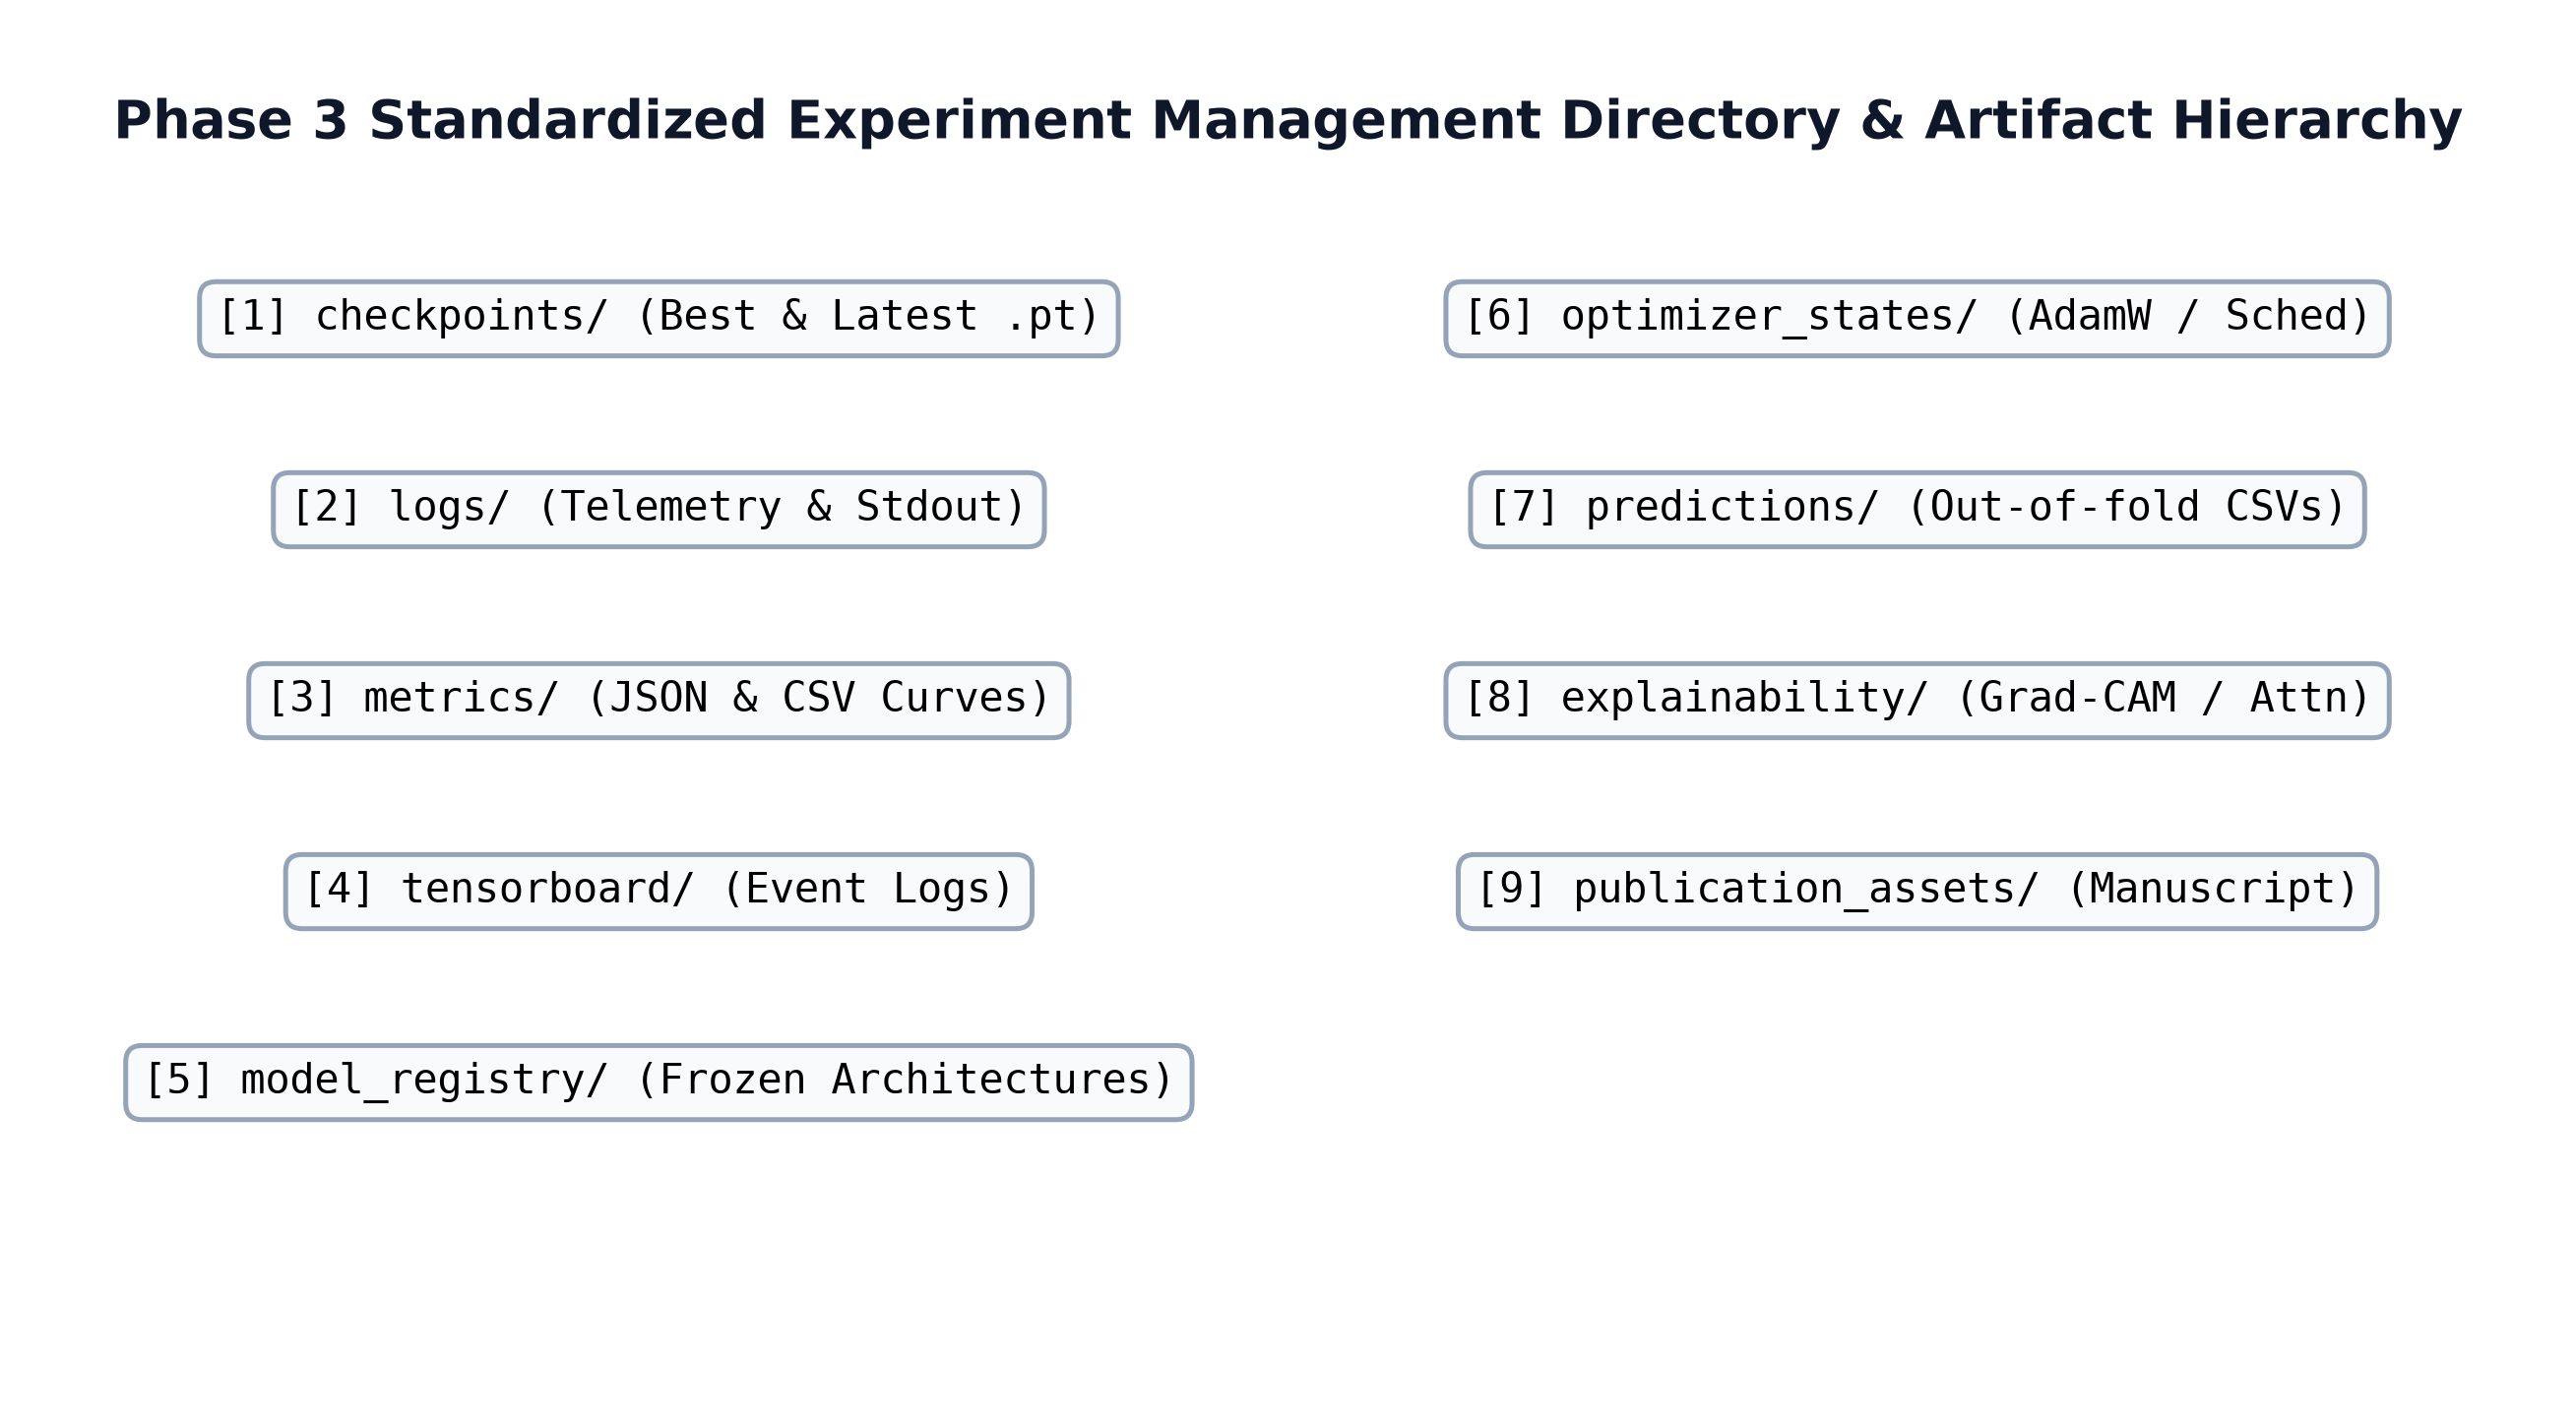 Phase 3 Standardized Experiment Management Directory & Artifact Hierarchy
[1] checkpoints/ (Best & Latest .pt)
[2] logs/ (Telemetry & Stdout)
[3] metrics/ (JSON & CSV Curves)
[4] tensorboard/ (Event Logs)
[5] model_registry/ (Frozen Architectures)
[6] optimizer_states/ (AdamW / Sched)
[7] predictions/ (Out-of-fold CSVs)
[8] explainability/ (Grad-CAM / Attn)
[9] publication_assets/ (Manuscript)